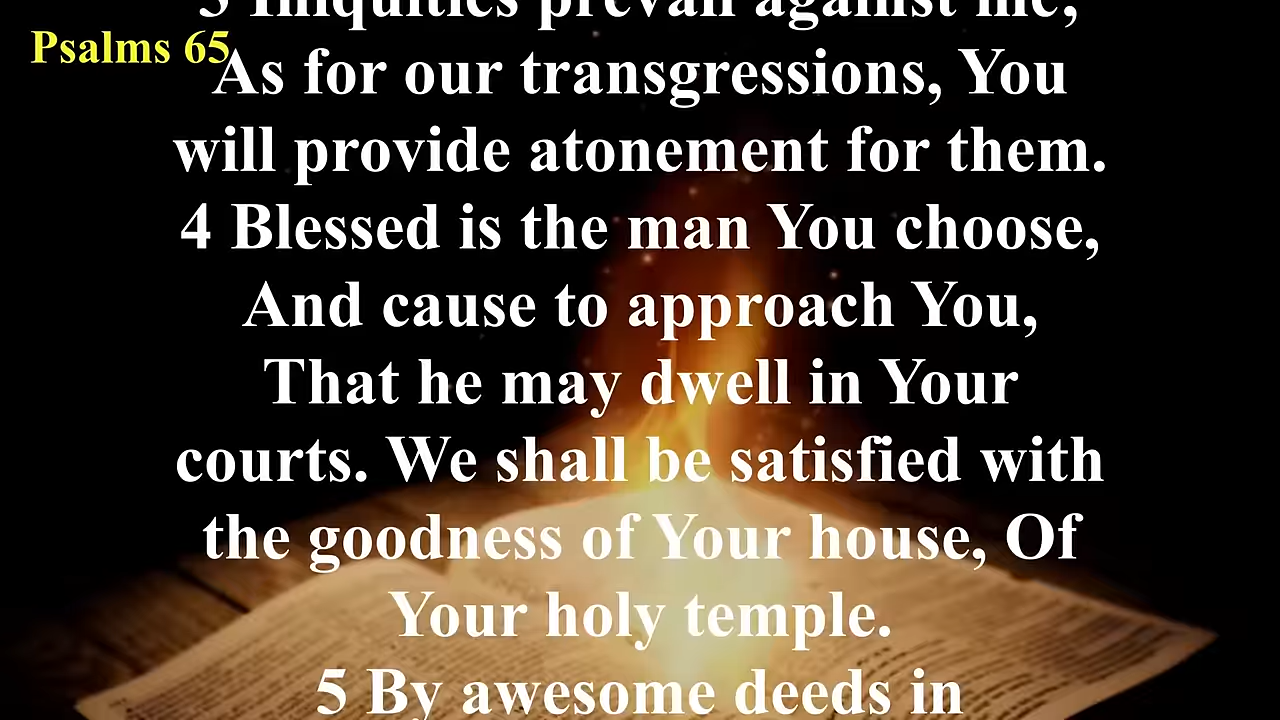 3 Iniquities prevail against me;
Psalms 65
As for our transgressions, You
will provide atonement for them.
4 Blessed is the man You choose,
And cause to approach You,
That he may dwell in Your
courts. We shall be satisfied with
the goodness of Your house, Of
Your holy temple.
5 By awesome deeds in